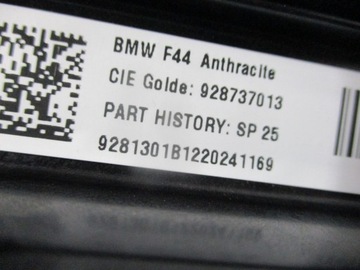 BMW F44 Anthracite
CIE Golde: 928737013
PART HISTORY: SP 25
9281301B1220241169